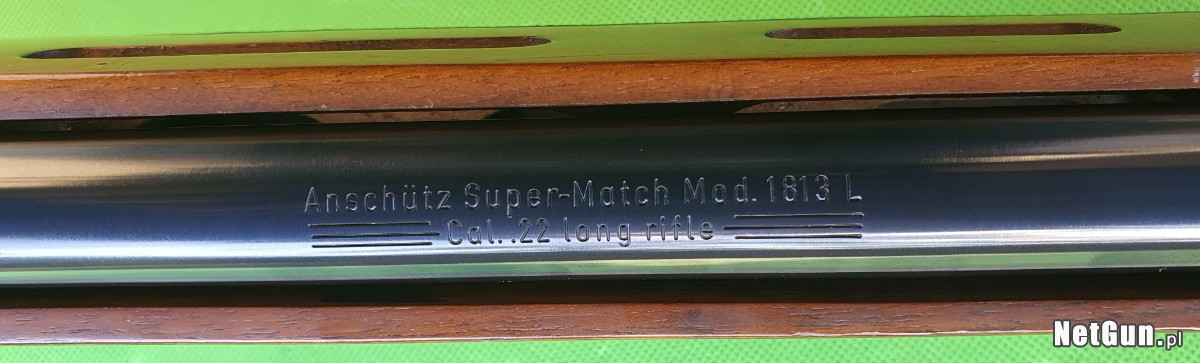 Anschütz Super-Match Mod. 1813 L
Cal. .22 long rifle
NetGun.pl